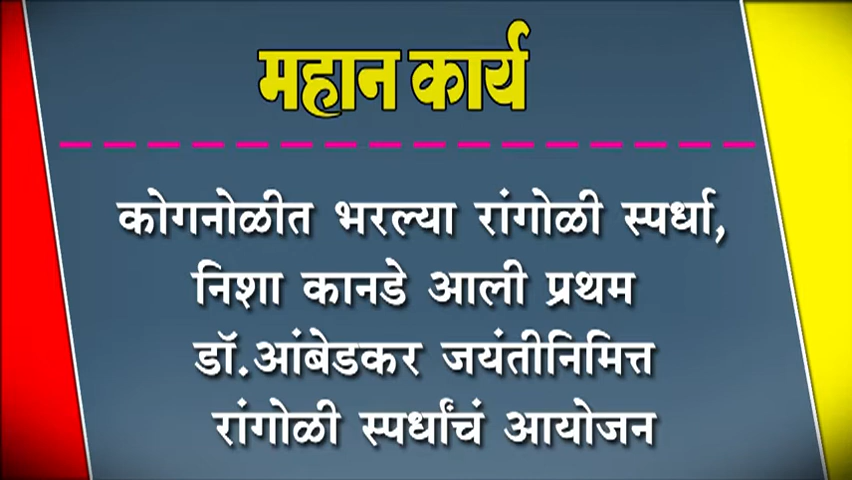 महान कार्य
कोगनोळीत भरल्या रांगोळी स्पर्धा,
निशा कानडे आली प्रथम
डॉ.आंबेडकर जयंतीनिमित्त
रांगोळी स्पर्धांचं आयोजन